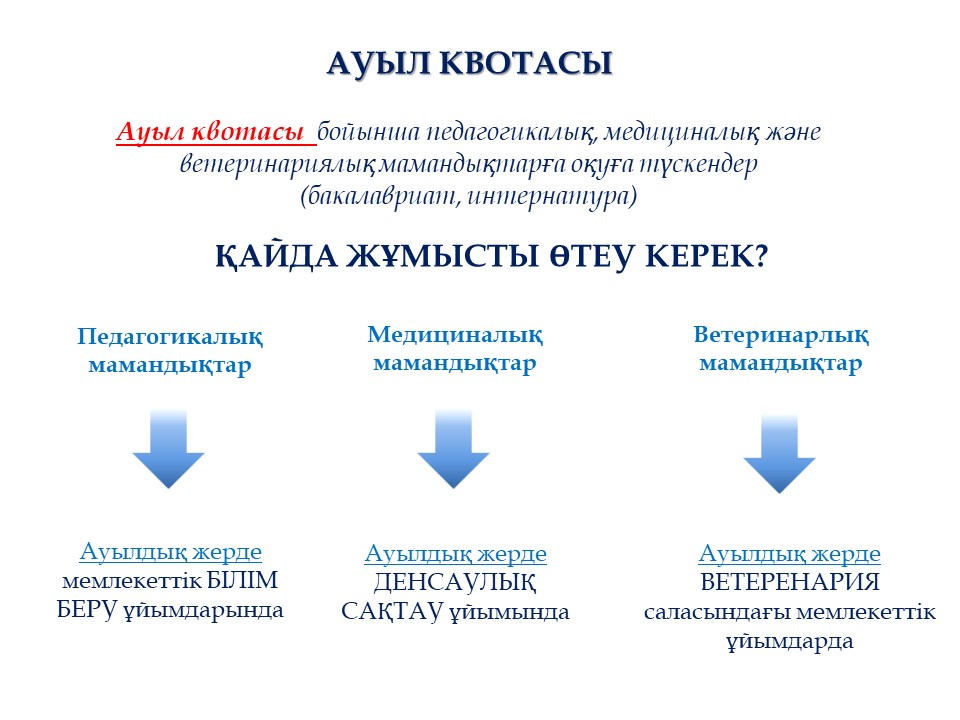 АУЫЛ КВОТАСЫ
Ауыл квотасы бойынша педагогикалық, медициналық және
ветеринариялық мамандықтарға оқуға түскендер
(бакалавриат, интернатура)
ҚАЙДА ЖҰМЫСТЫ ӨТЕУ КЕРЕК?
Педагогикалық
мамандықтар
Медициналық
мамандықтар
Ветеринарлық
мамандықтар
Ауылдық жерде
мемлекеттік БІЛІМ
БЕРУ ұйымдарында
Ауылдық жерде
ДЕНСАУЛЫҚ
САҚТАУ ұйымында
Ауылдық жерде
ВЕТЕРЕНАРИЯ
саласындағы мемлекеттік
ұйымдарда